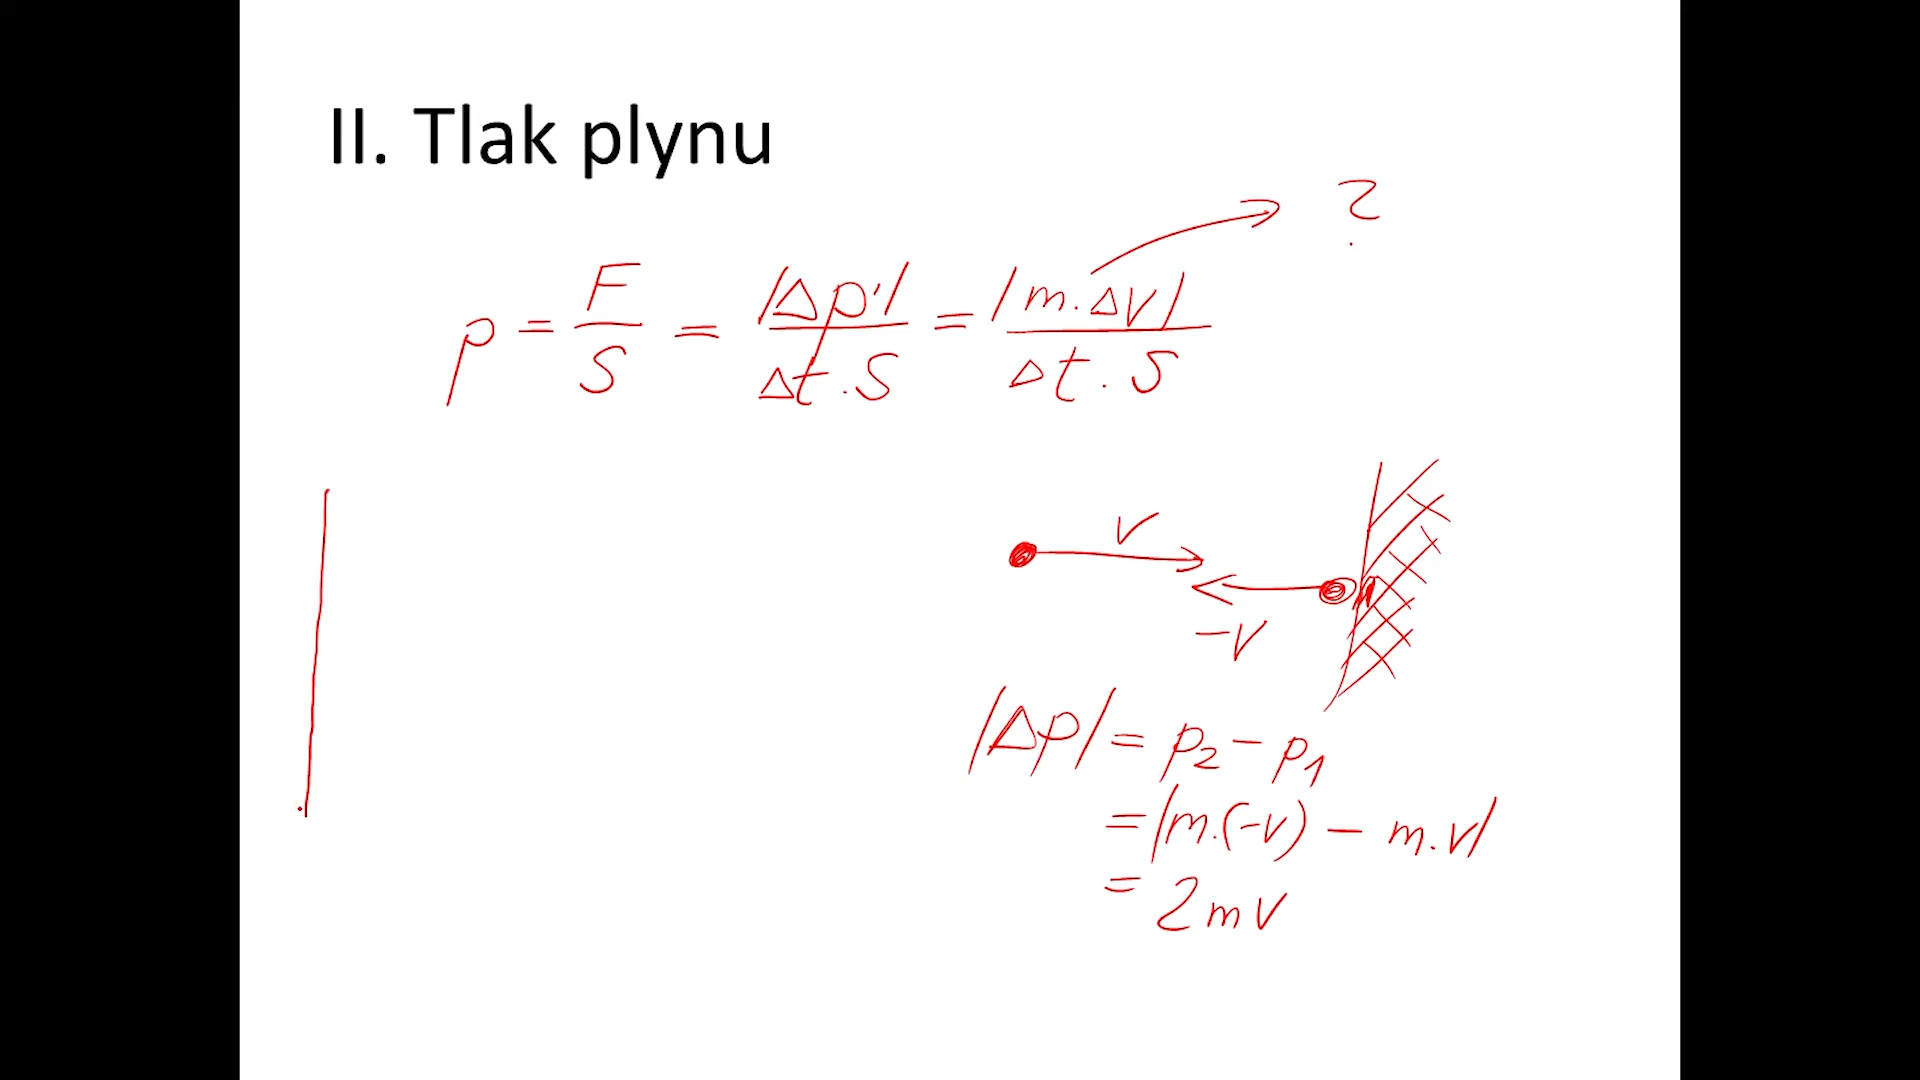 II. Tlak plynu
?
p = F/S = |Δp'|/Δt.S = |m.Δv|/Δt.S
v
-v
|Δp| = p₂ - p₁
= |m.(-v) - m.v|
= 2mv